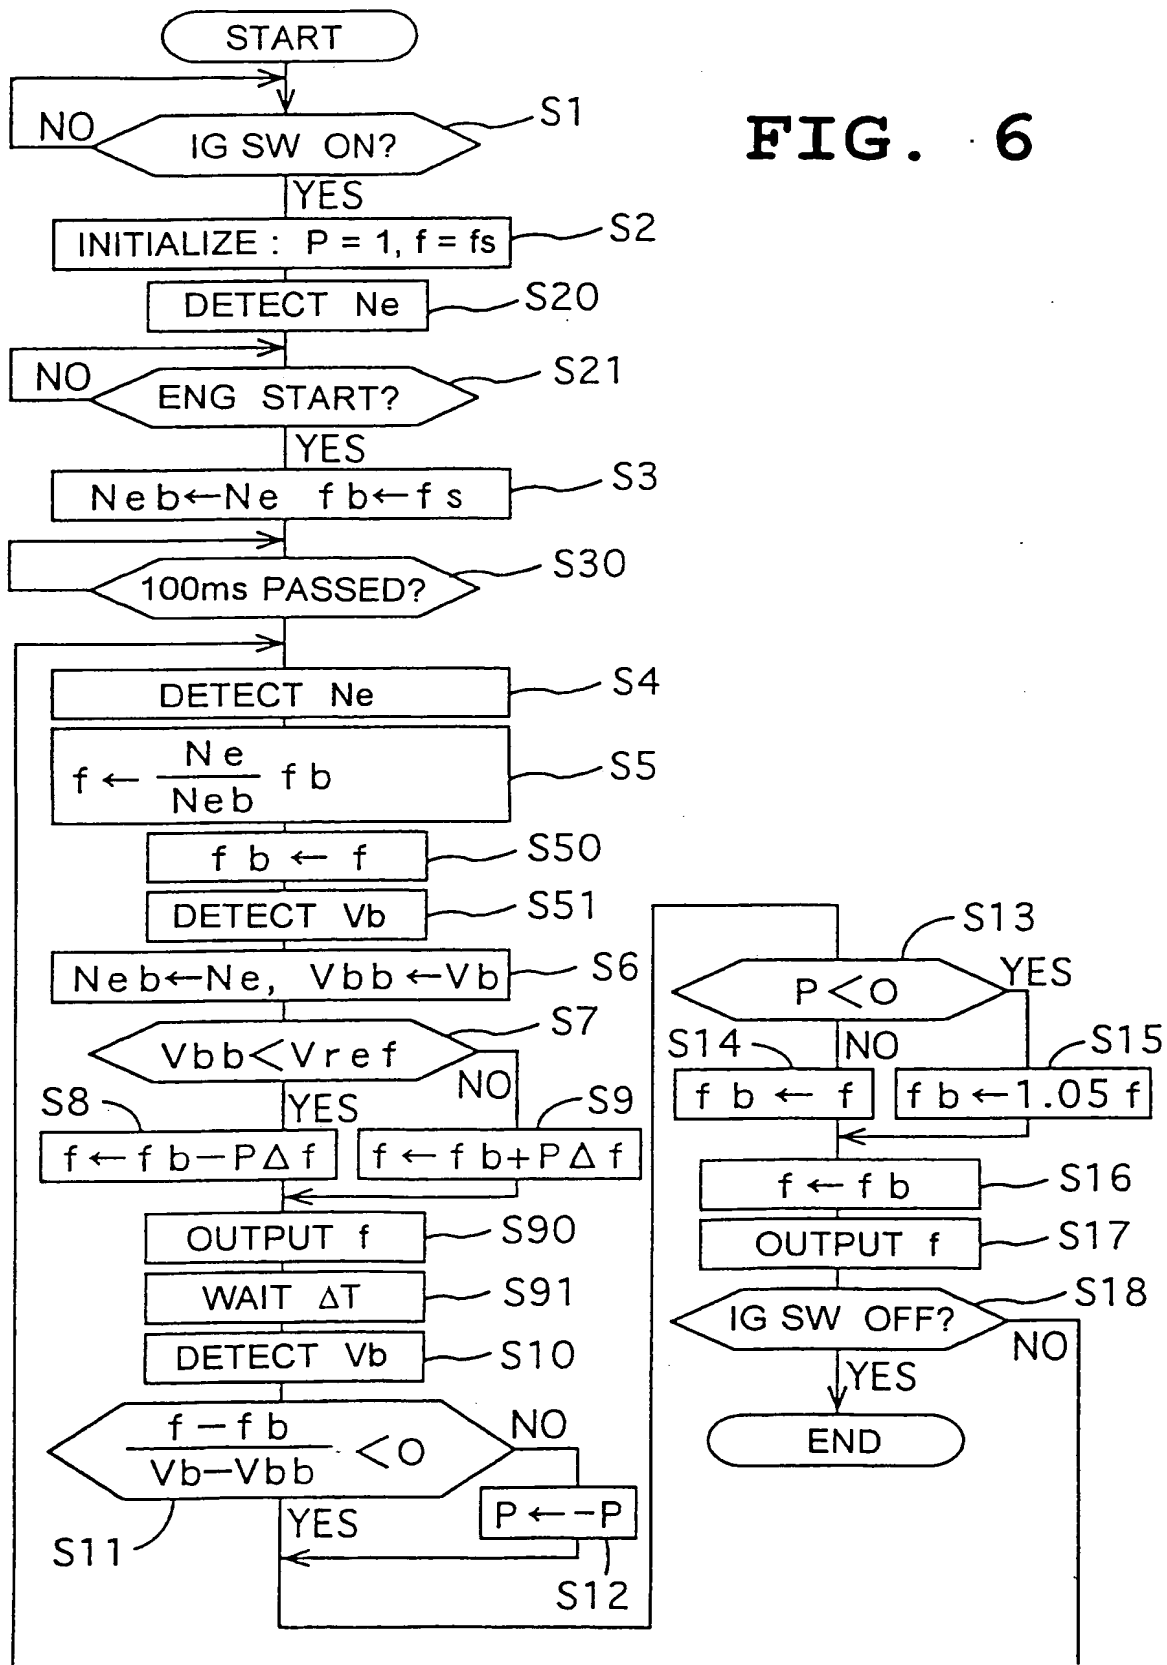 FIG. 6
START
S1
NO
IG SW ON?
YES
S2
INITIALIZE : P = 1, f = fs
S20
DETECT Ne
S21
NO
ENG START?
YES
S3
Neb←Ne fb←fs
S30
100ms PASSED?
S4
DETECT Ne
S5
f ← Ne/Neb fb
S50
fb ← f
S51
DETECT Vb
S6
Neb←Ne, Vbb←Vb
S7
Vbb<Vref
NO
YES
S8
f←fb−PΔf
S9
f←fb+PΔf
S90
OUTPUT f
S91
WAIT ΔT
S10
DETECT Vb
f−fb/Vb−Vbb <0
NO
S11
YES
P←−P
S12
S13
P<0
YES
NO
S14
fb←f
S15
fb←1.05f
S16
f←fb
S17
OUTPUT f
S18
IG SW OFF?
NO
YES
END